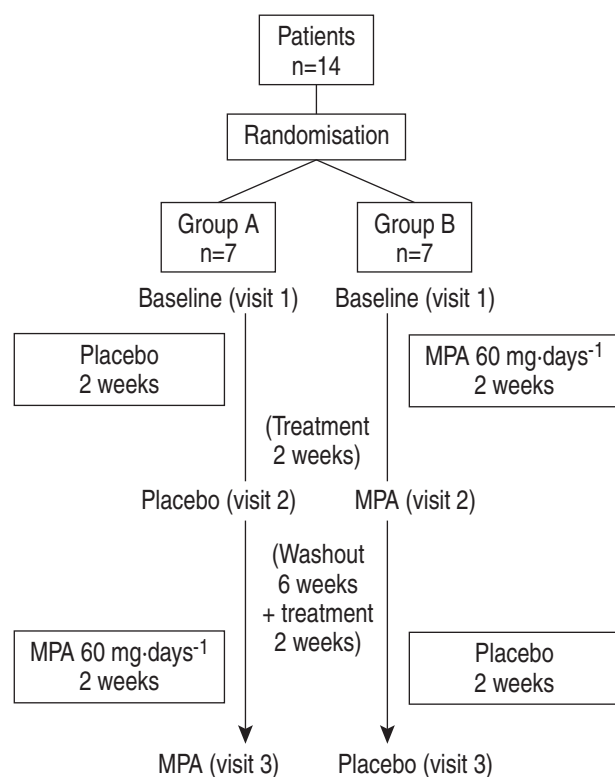 Patients
n=14
Randomisation
Group A
n=7
Group B
n=7
Baseline (visit 1)
Baseline (visit 1)
Placebo
2 weeks
MPA 60 mg·days⁻¹
2 weeks
(Treatment
2 weeks)
Placebo (visit 2)
MPA (visit 2)
(Washout
6 weeks
+ treatment
2 weeks)
MPA 60 mg·days⁻¹
2 weeks
Placebo
2 weeks
MPA (visit 3)
Placebo (visit 3)